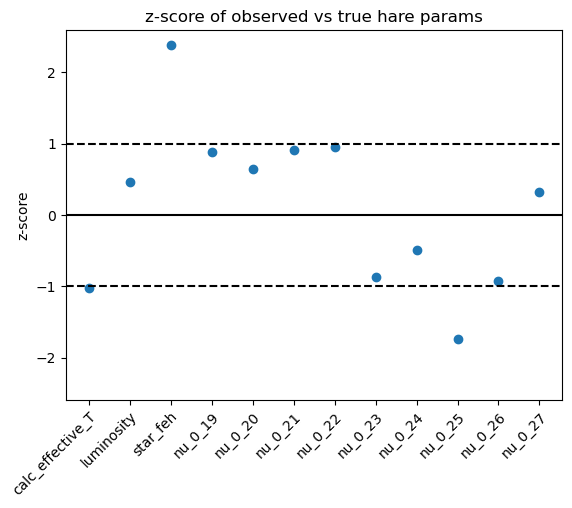 z-score of observed vs true hare params
z-score
2
1
0
−1
−2
calc_effective_T
luminosity
star_feh
nu_0_19
nu_0_20
nu_0_21
nu_0_22
nu_0_23
nu_0_24
nu_0_25
nu_0_26
nu_0_27